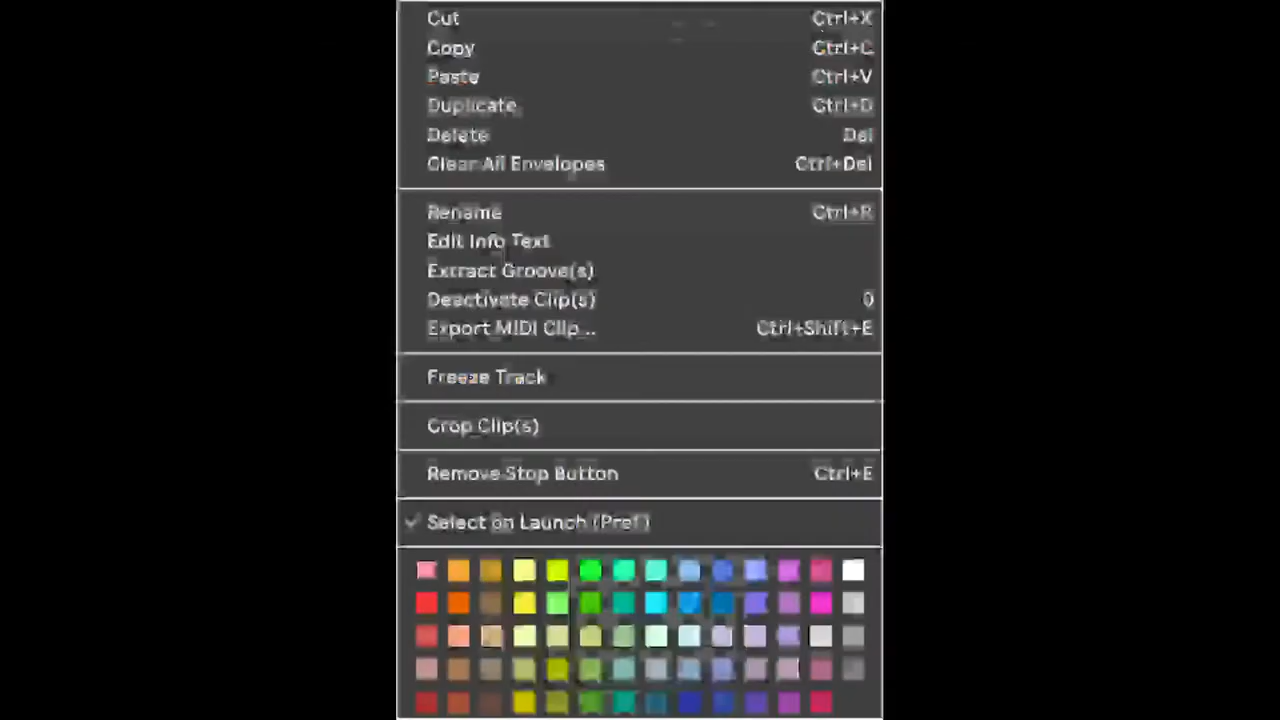 Cut Ctrl+X
Copy Ctrl+C
Paste Ctrl+V
Duplicate Ctrl+D
Delete Del
Clear All Envelopes Ctrl+Del
Rename Ctrl+R
Edit Info Text
Extract Groove(s)
Deactivate Clip(s) 0
Export MIDI Clip... Ctrl+Shift+E
Freeze Track
Crop Clip(s)
Remove Stop Button Ctrl+E
✓ Select on Launch (Pref)